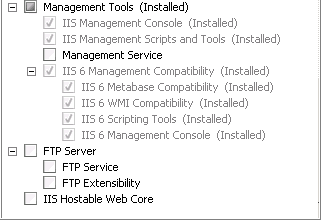 Management Tools (Installed)
IIS Management Console (Installed)
IIS Management Scripts and Tools (Installed)
Management Service
IIS 6 Management Compatibility (Installed)
IIS 6 Metabase Compatibility (Installed)
IIS 6 WMI Compatibility (Installed)
IIS 6 Scripting Tools (Installed)
IIS 6 Management Console (Installed)
FTP Server
FTP Service
FTP Extensibility
IIS Hostable Web Core